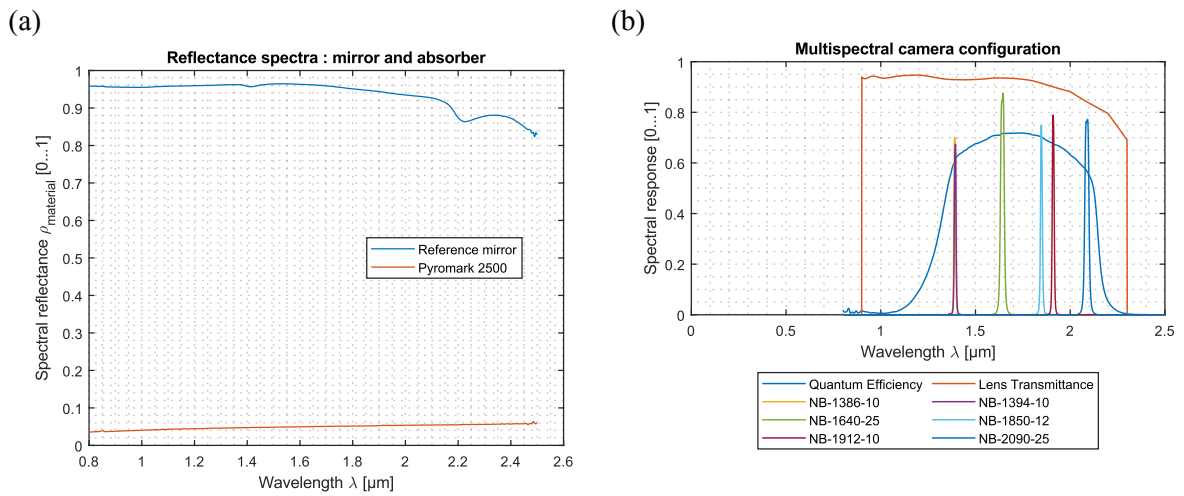 (a)
Reflectance spectra : mirror and absorber
1
0.9
0.8
0.7
0.6
0.5
0.4
0.3
0.2
0.1
0
Spectral reflectance ρmaterial [0...1]
Reference mirror
Pyromark 2500
0.8 1 1.2 1.4 1.6 1.8 2 2.2 2.4 2.6
Wavelength λ [µm]
(b)
Multispectral camera configuration
1
0.8
0.6
0.4
0.2
0
Spectral response [0...1]
0 0.5 1 1.5 2 2.5
Wavelength λ [µm]
Quantum Efficiency Lens Transmittance
NB-1386-10 NB-1394-10
NB-1640-25 NB-1850-12
NB-1912-10 NB-2090-25